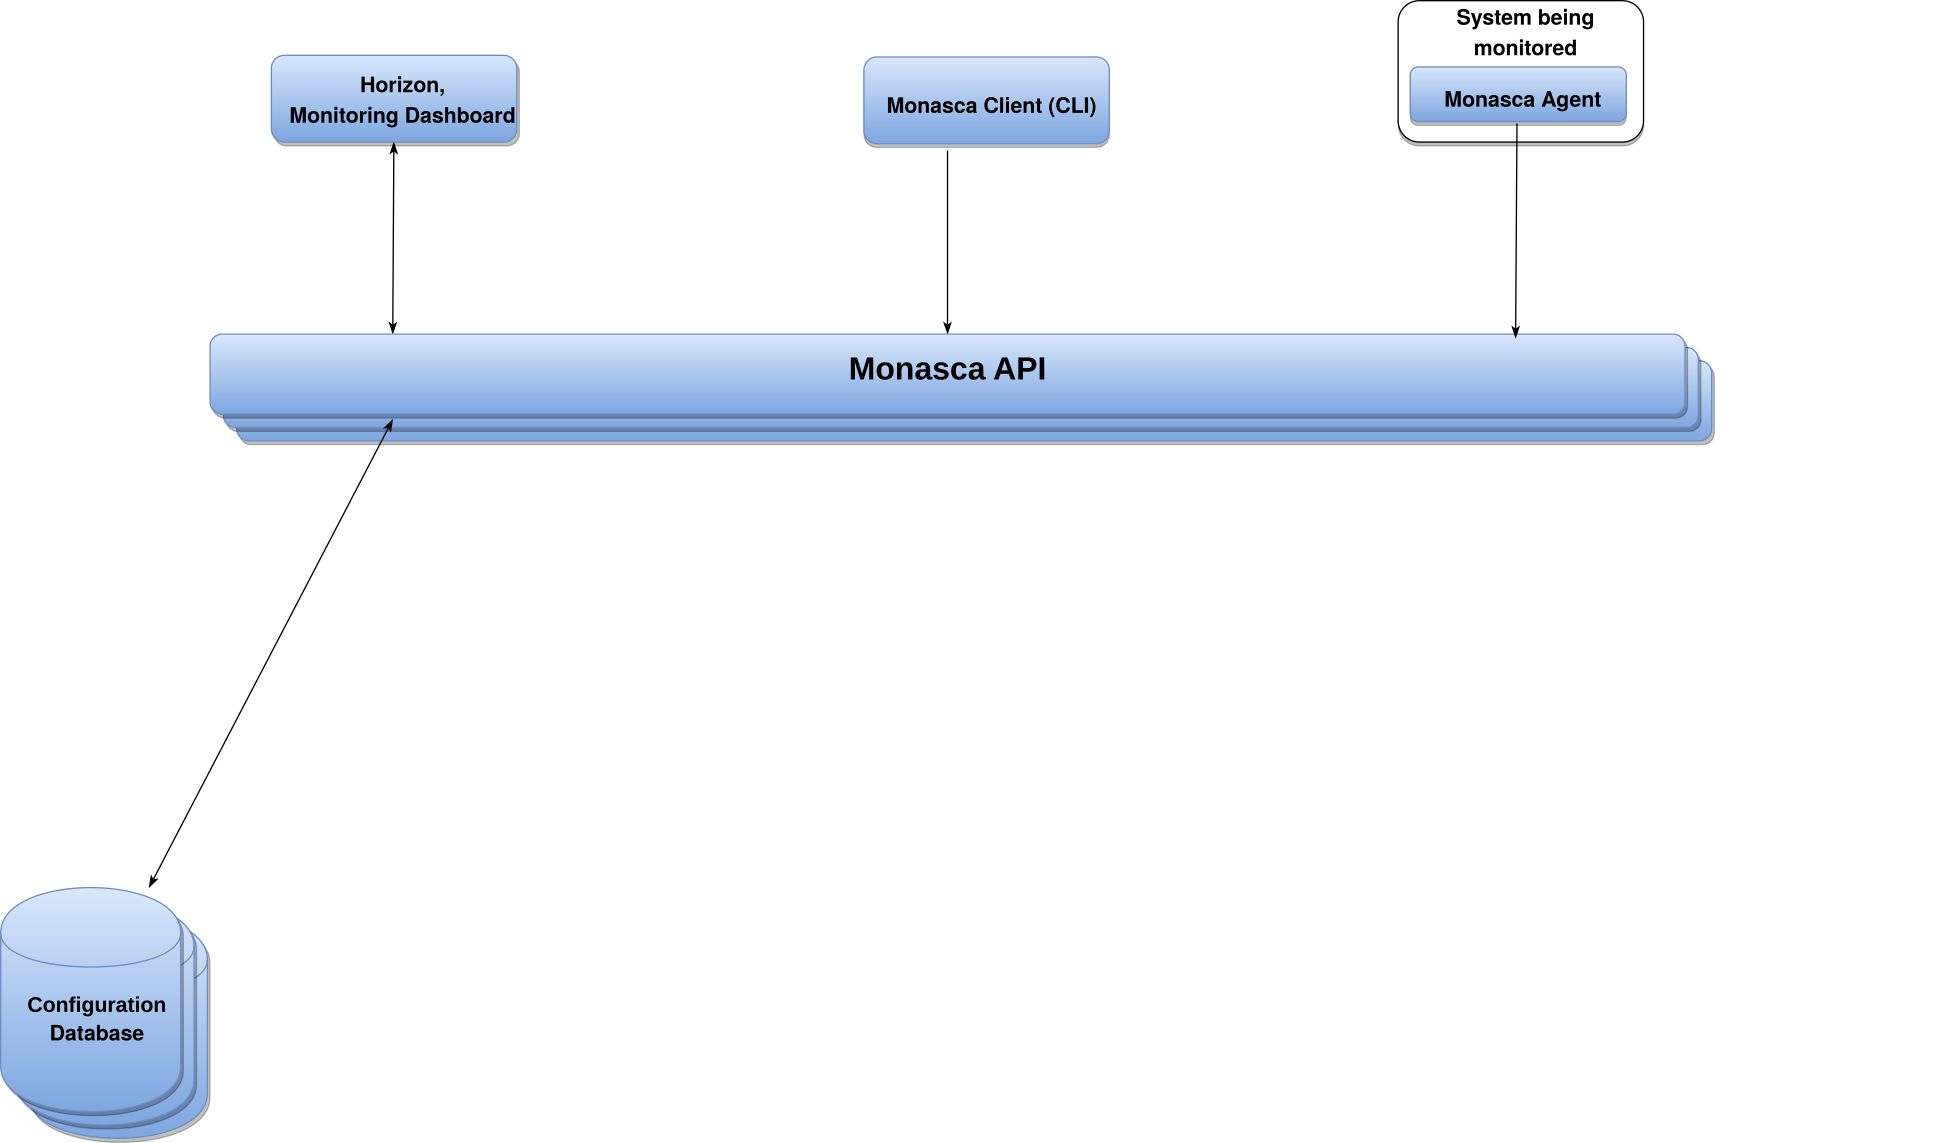 Horizon,
Monitoring Dashboard
Monasca Client (CLI)
System being
monitored
Monasca Agent
Monasca API
Configuration
Database